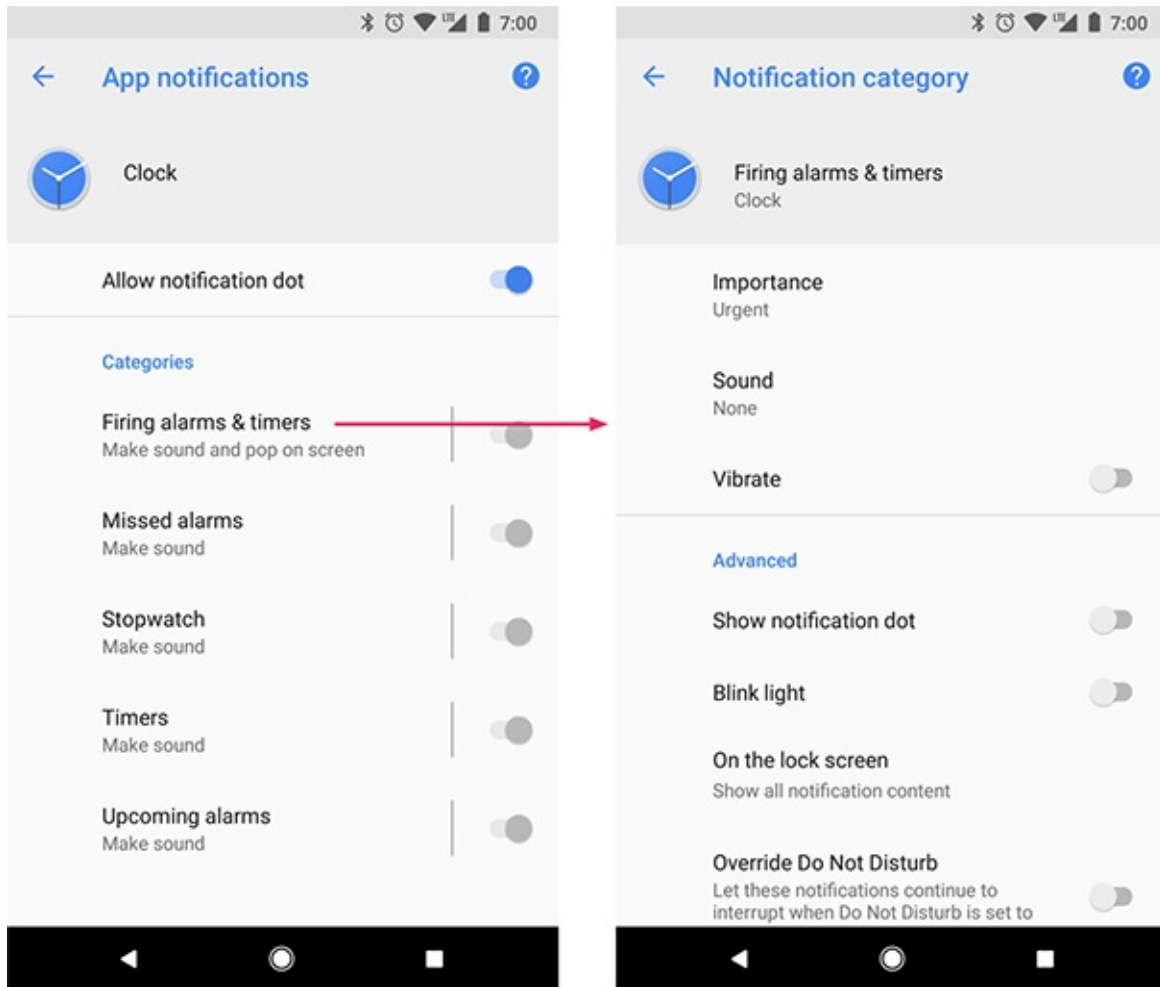 LTE 7:00
App notifications
?
Clock
Allow notification dot
Categories
Firing alarms & timers
Make sound and pop on screen
Missed alarms
Make sound
Stopwatch
Make sound
Timers
Make sound
Upcoming alarms
Make sound
LTE 7:00
Notification category
?
Firing alarms & timers
Clock
Importance
Urgent
Sound
None
Vibrate
Advanced
Show notification dot
Blink light
On the lock screen
Show all notification content
Override Do Not Disturb
Let these notifications continue to
interrupt when Do Not Disturb is set to